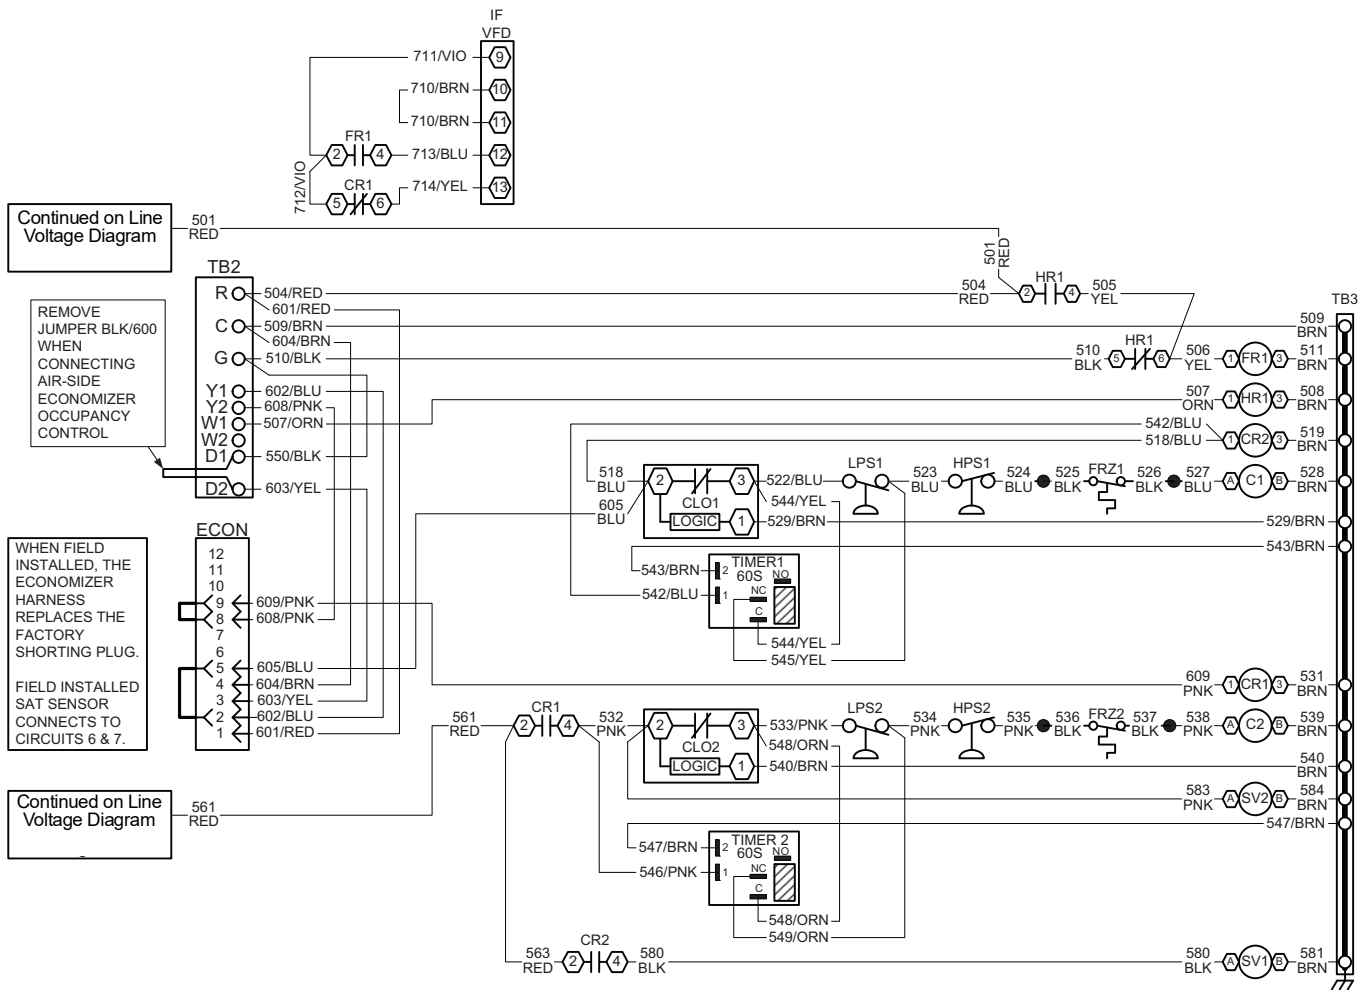 IF
VFD
711/VIO 9
710/BRN 10
710/BRN 11
FR1
2 4 713/BLU 12
712/VIO
CR1
5 6 714/YEL 13
Continued on Line
Voltage Diagram
501
RED
501
RED
TB2
R 504/RED
601/RED
504
RED
HR1
2 4
505
YEL
TB3
REMOVE
JUMPER BLK/600
WHEN
CONNECTING
AIR-SIDE
ECONOMIZER
OCCUPANCY
CONTROL
C 509/BRN
604/BRN
509
BRN
G 510/BLK
510
BLK
HR1
5 6
506
YEL
1 FR1 3
511
BRN
Y1 602/BLU
Y2 608/PNK
W1 507/ORN
W2
D1 550/BLK
D2 603/YEL
507
ORN
1 HR1 3
508
BRN
542/BLU
518/BLU
1 CR2 3
519
BRN
518
BLU
605
BLU
2 3
CLO1
LOGIC 1
522/BLU
544/YEL
529/BRN
LPS1
523
BLU
HPS1
524
BLU
525
BLK
FRZ1
526
BLK
527
BLU
A C1 B
528
BRN
529/BRN
543/BRN
ECON
12
11
10
9 609/PNK
8 608/PNK
7
6
5 605/BLU
4 604/BRN
3 603/YEL
2 602/BLU
1 601/RED
WHEN FIELD
INSTALLED, THE
ECONOMIZER
HARNESS
REPLACES THE
FACTORY
SHORTING PLUG.
FIELD INSTALLED
SAT SENSOR
CONNECTS TO
CIRCUITS 6 & 7.
543/BRN 2
542/BLU 1
TIMER1
60S NO
NC
C
544/YEL
545/YEL
609
PNK
1 CR1 3
531
BRN
561
RED
CR1
2 4
532
PNK
2 3
CLO2
LOGIC 1
533/PNK
548/ORN
540/BRN
LPS2
534
PNK
HPS2
535
PNK
536
BLK
FRZ2
537
BLK
538
PNK
A C2 B
539
BRN
540
BRN
583
PNK
A SV2 B
584
BRN
547/BRN
Continued on Line
Voltage Diagram
561
RED
547/BRN 2
546/PNK 1
TIMER 2
60S NO
NC
C
548/ORN
549/ORN
563
RED
CR2
2 4
580
BLK
580
BLK
A SV1 B
581
BRN